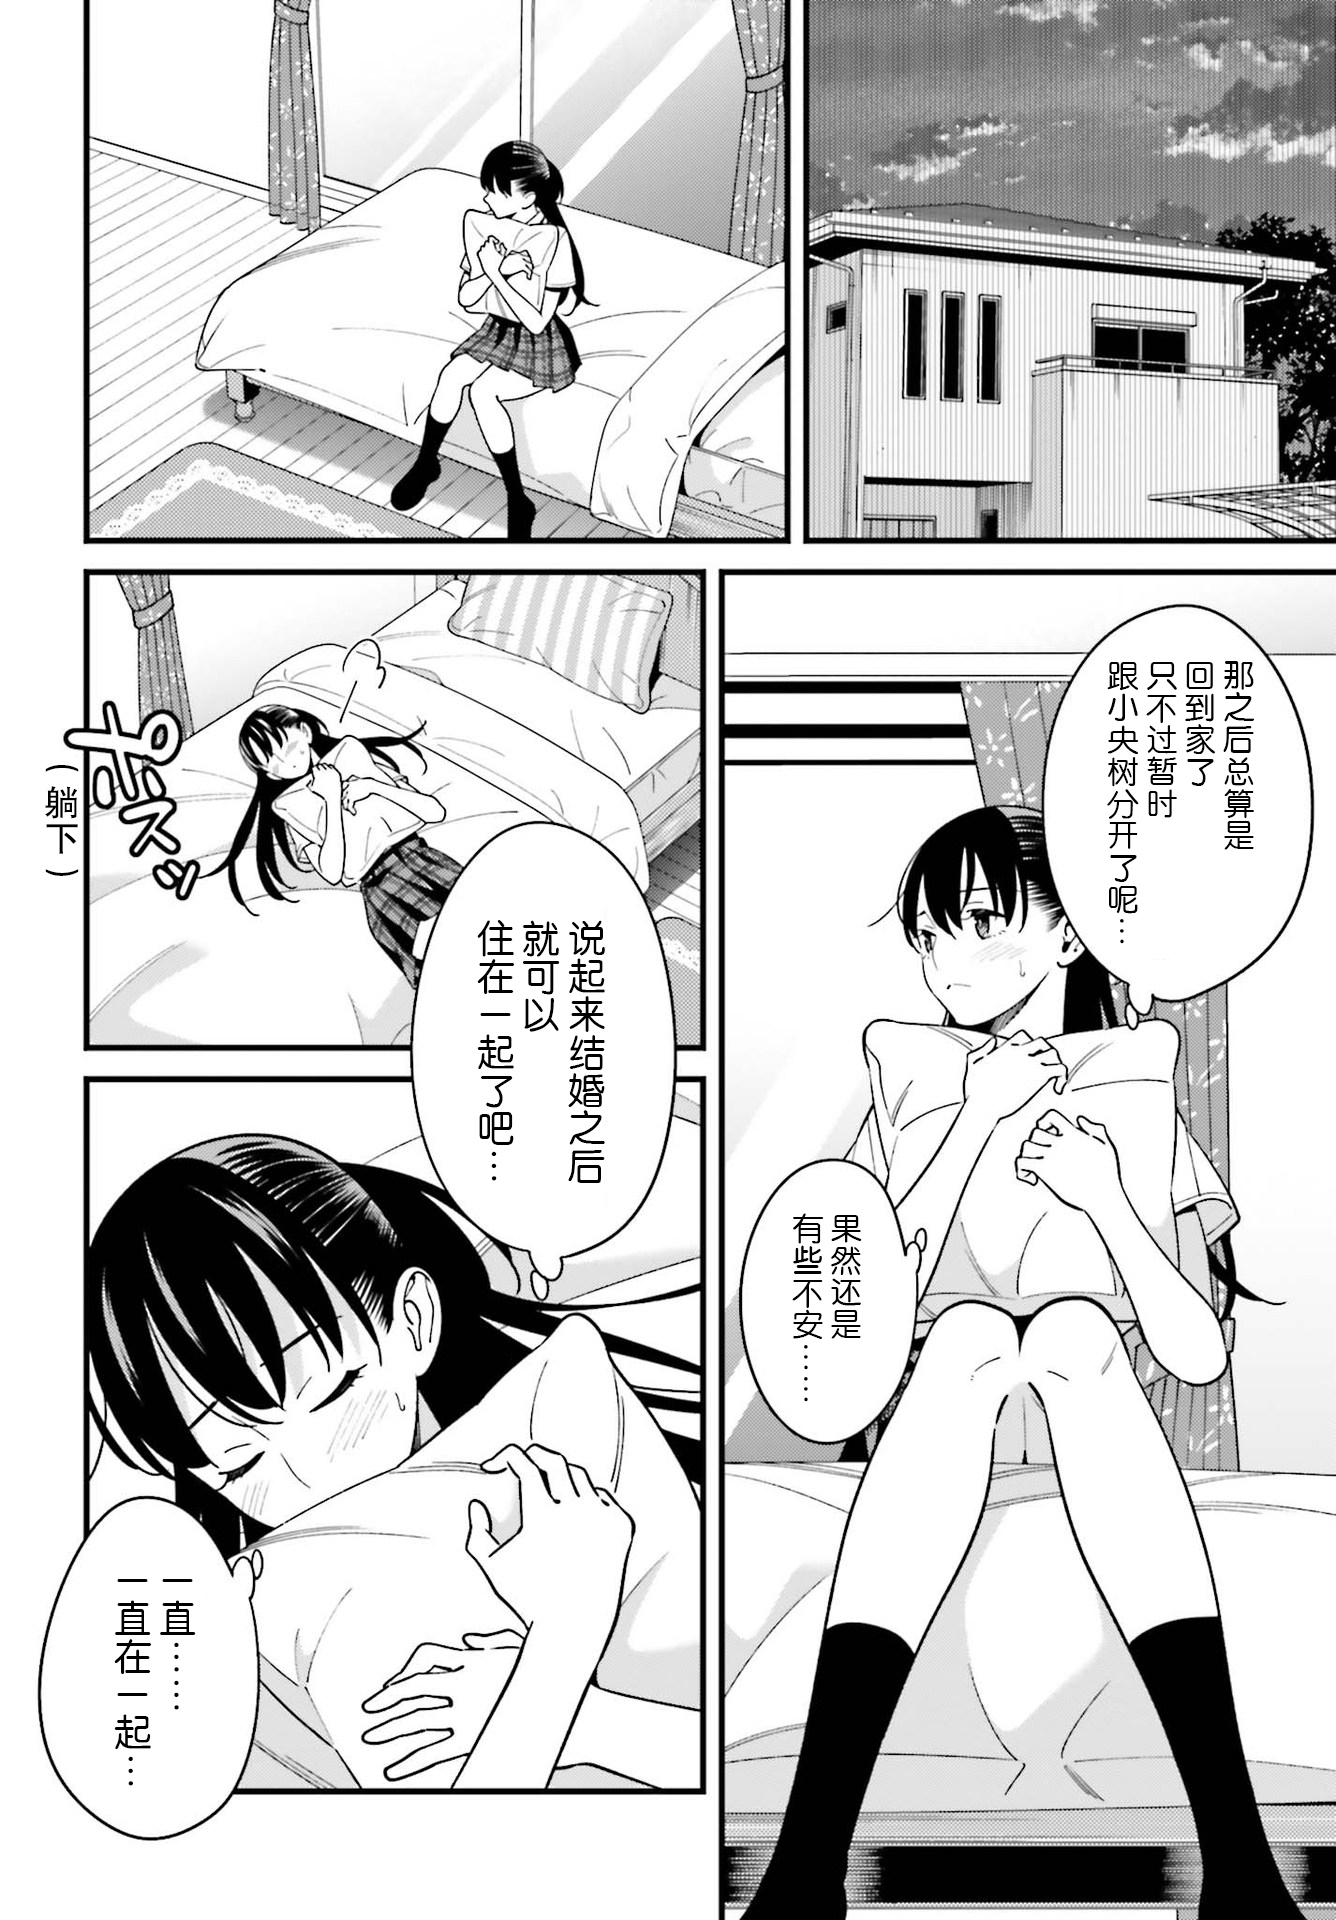 那之后总算是
回到家了
只不过暂时
跟小央树分开了呢…
果然还是
有些不安……
ポスッ
(躺下)
说起来结婚之后
就可以
住在一起了吧…
一直……
一直在一起…